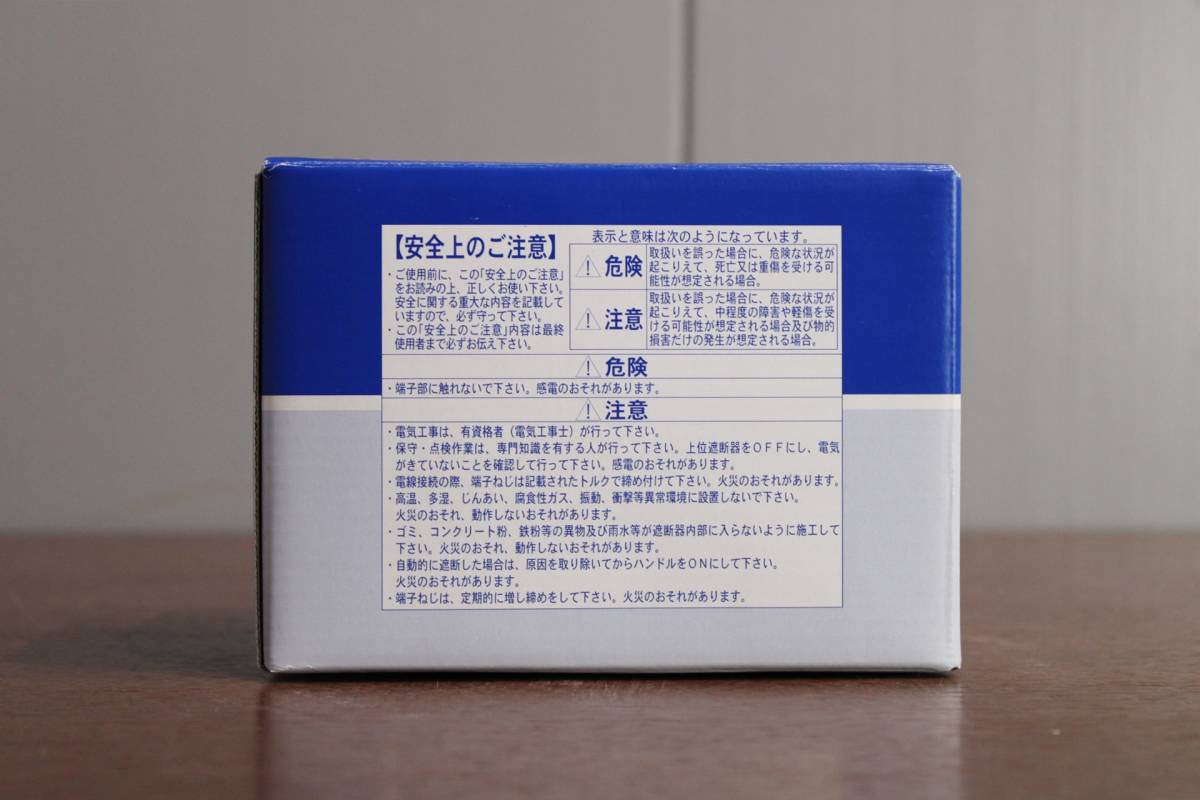 【安全上のご注意】
・ご使用前に、この「安全上のご注意」
をお読みの上、正しくお使い下さい。
安全に関する重大な内容を記載して
いますので、必ず守って下さい。
・この「安全上のご注意」内容は最終
使用者まで必ずお伝え下さい。
表示と意味は次のようになっています。
危険
取扱いを誤った場合に、危険な状況が
起こりえて、死亡又は重傷を受ける可
能性が想定される場合。
注意
取扱いを誤った場合に、危険な状況が
起こりえて、中程度の障害や軽傷を受
ける可能性が想定される場合及び物的
損害だけの発生が想定される場合。
危険
・端子部に触れないで下さい。感電のおそれがあります。
注意
・電気工事は、有資格者（電気工事士）が行って下さい。
・保守・点検作業は、専門知識を有する人が行って下さい。上位遮断器をＯＦＦにし、電気
がきていないことを確認して行って下さい。感電のおそれがあります。
・電線接続の際、端子ねじは記載されたトルクで締め付けて下さい。火災のおそれがあります。
・高温、多湿、じんあい、腐食性ガス、振動、衝撃等異常環境に設置しないで下さい。
火災のおそれ、動作しないおそれがあります。
・ゴミ、コンクリート粉、鉄粉等の異物及び雨水等が遮断器内部に入らないように施工して
下さい。火災のおそれ、動作しないおそれがあります。
・自動的に遮断した場合は、原因を取り除いてからハンドルをＯＮにして下さい。
火災のおそれがあります。
・端子ねじは、定期的に増し締めをして下さい。火災のおそれがあります。